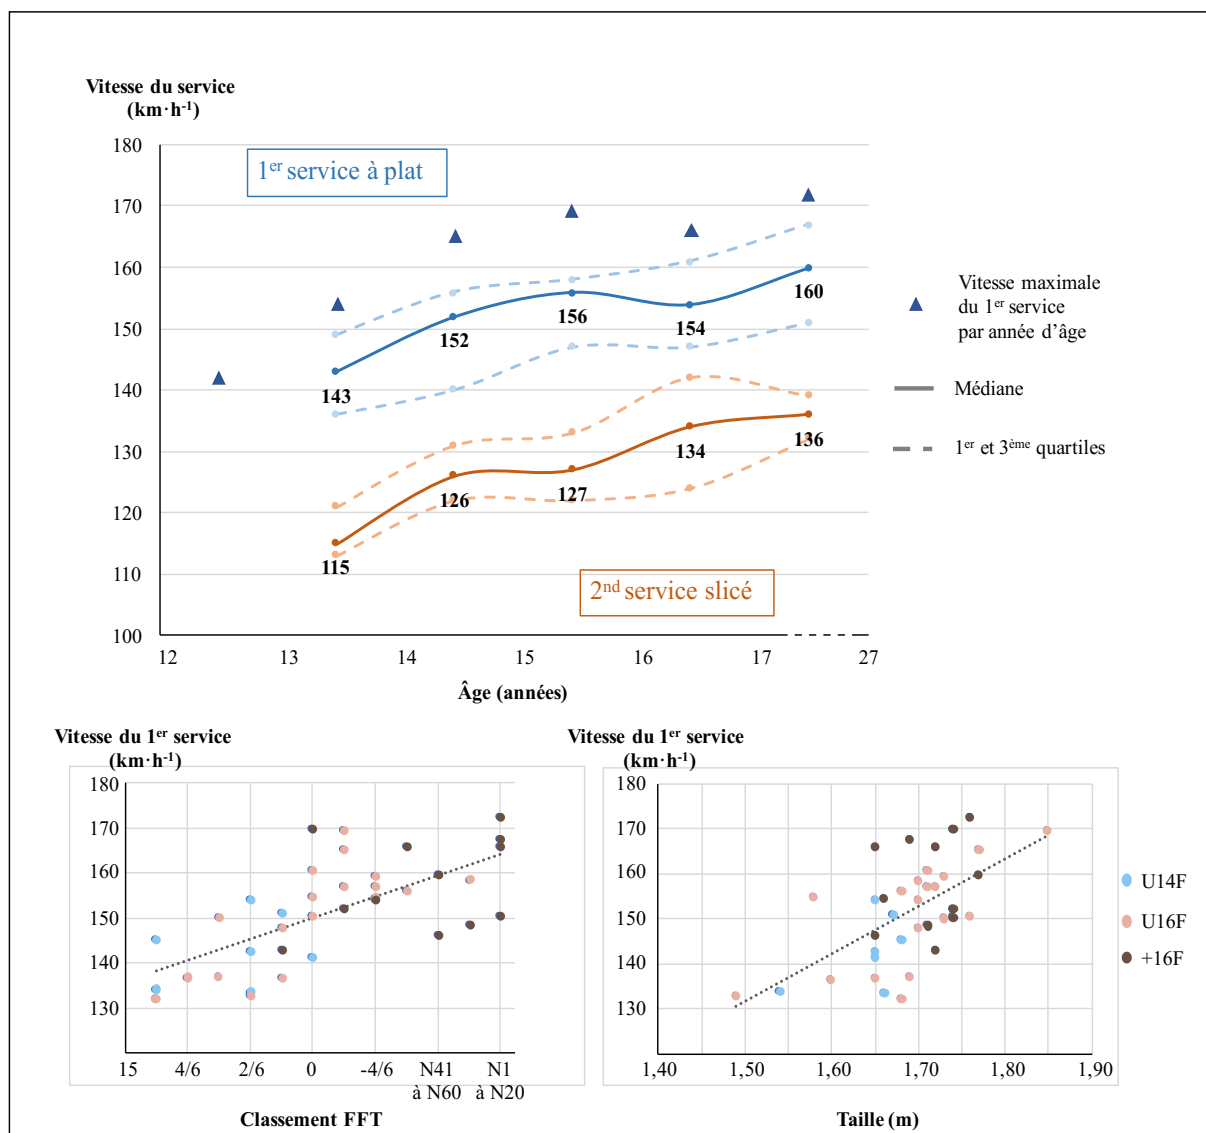 Vitesse du service
(km·h⁻¹)
180
170
160
150
140
130
120
110
100
1er service à plat
143
152
156
154
160
115
126
127
134
136
2nd service slicé
12
13
14
15
16
17
27
Âge (années)
Vitesse maximale
du 1er service
par année d’âge
Médiane
1er et 3ème quartiles
Vitesse du 1er service
(km·h⁻¹)
180
170
160
150
140
130
15
4/6
2/6
0
-4/6
N41
à N60
N1
à N20
Classement FFT
Vitesse du 1er service
(km·h⁻¹)
180
170
160
150
140
130
1,40
1,50
1,60
1,70
1,80
1,90
Taille (m)
U14F
U16F
+16F